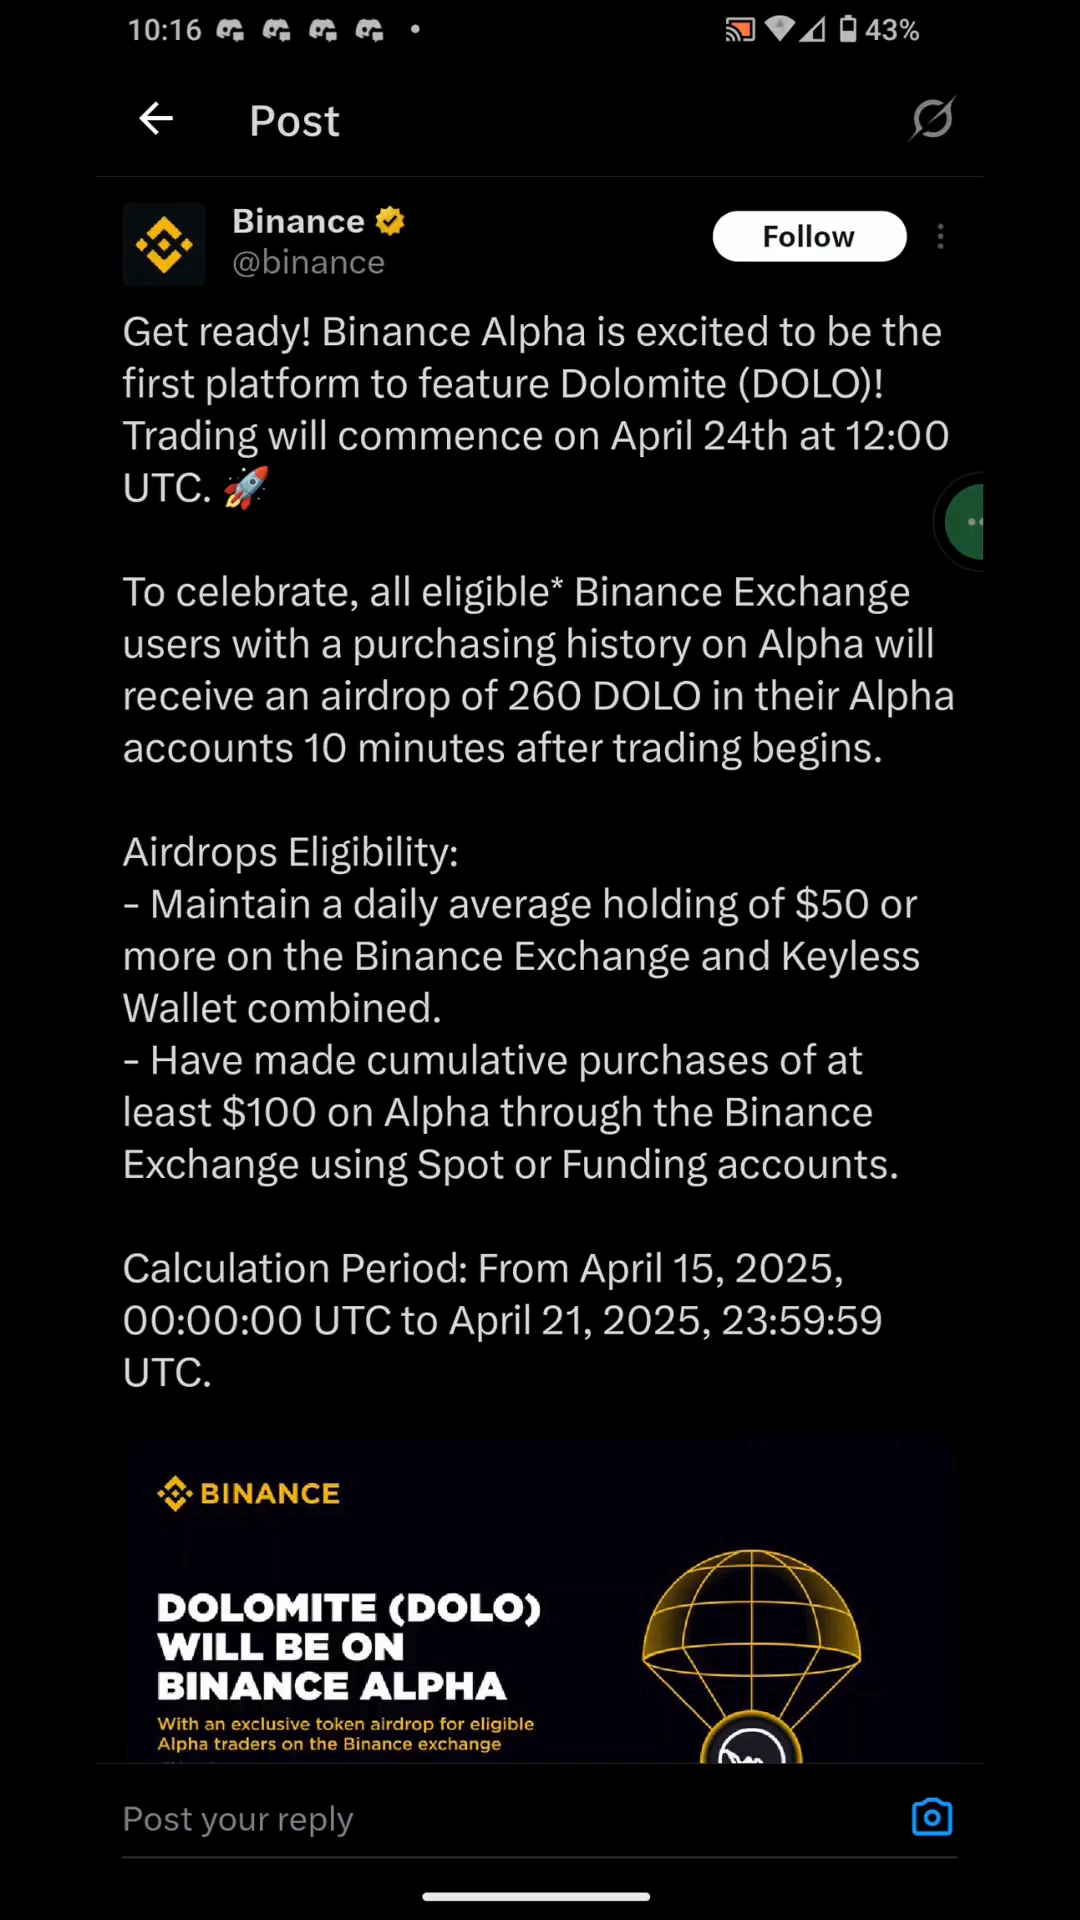 10:16
43%
Post
Binance
@binance
Follow
Get ready! Binance Alpha is excited to be the
first platform to feature Dolomite (DOLO)!
Trading will commence on April 24th at 12:00
UTC. 🚀
To celebrate, all eligible* Binance Exchange
users with a purchasing history on Alpha will
receive an airdrop of 260 DOLO in their Alpha
accounts 10 minutes after trading begins.
Airdrops Eligibility:
- Maintain a daily average holding of $50 or
more on the Binance Exchange and Keyless
Wallet combined.
- Have made cumulative purchases of at
least $100 on Alpha through the Binance
Exchange using Spot or Funding accounts.
Calculation Period: From April 15, 2025,
00:00:00 UTC to April 21, 2025, 23:59:59
UTC.
BINANCE
DOLOMITE (DOLO)
WILL BE ON
BINANCE ALPHA
With an exclusive token airdrop for eligible
Alpha traders on the Binance exchange
Post your reply